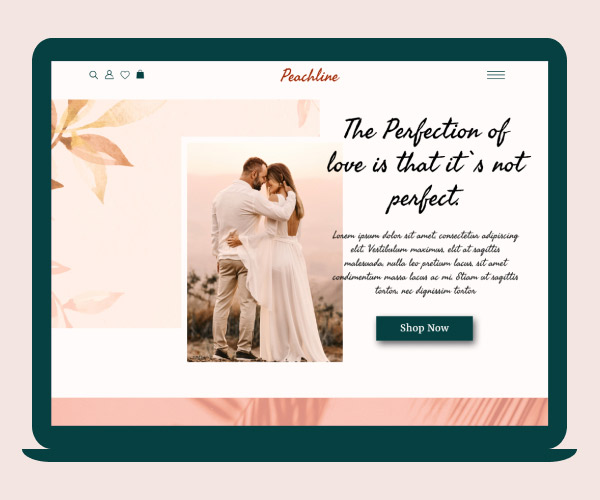 Peachline
The Perfection of
love is that it`s not
perfect.
Lorem ipsum dolor sit amet, consectetur adipiscing
elit. Vestibulum maximus, elit at sagittis
malesuada, nulla leo pretium lacus, sit amet
condimentum massa lacus ac mi. Etiam ut sagittis
tortor, nec dignissim tortor.
Shop Now